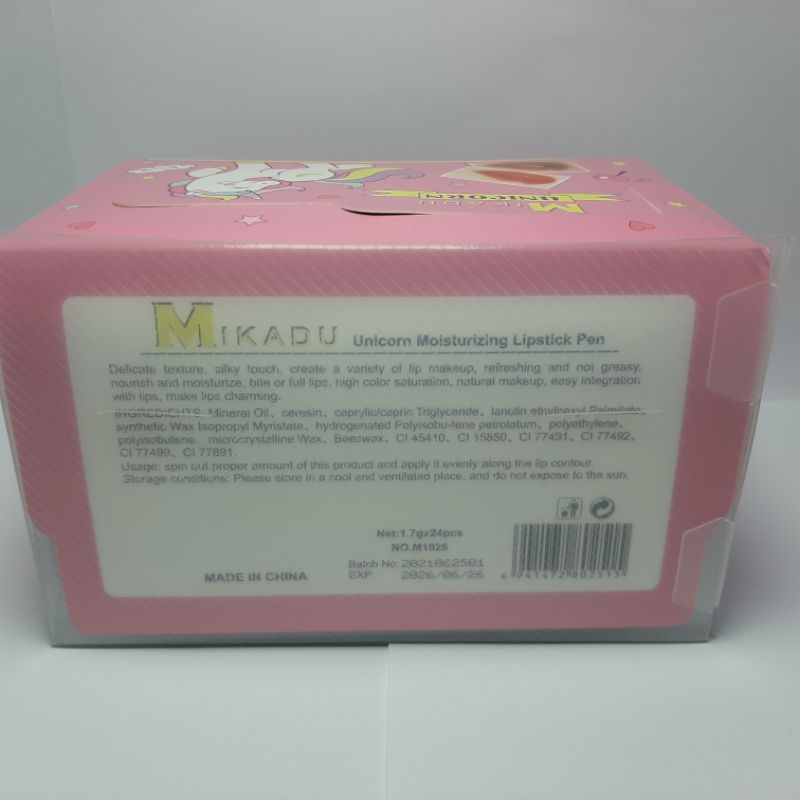 MIKADU
UNICORN
MIKADU Unicorn Moisturizing Lipstick Pen
Delicate texture, silky touch, create a variety of lip makeup, refreshing and not greasy,
nourish and moisturize, bite or full lips, high color saturation, natural makeup, easy integration
with lips, make lips charming.
INGREDIENTS: Mineral Oil、ceresin、caprylic/capric Triglyceride、lanolin ethylhexyl Palmitate、
synthetic Wax Isopropyl Myristate、hydrogenated Polyisobu-tene petrolatum、polyethylene、
polyisobutene、microcrystalline Wax、Beeswax、CI 45410、CI 15850、CI 77491、CI 77492、
CI 77499、CI 77891.
Usage: spin out proper amount of this product and apply it evenly along the lip contour.
Storage conditions: Please store in a cool and ventilated place, and do not expose to the sun.
Net:1.7gx24pcs
NO.M1025
MADE IN CHINA
Batch No:2021062501
EXP: 2026/06/26
6 941472 802515